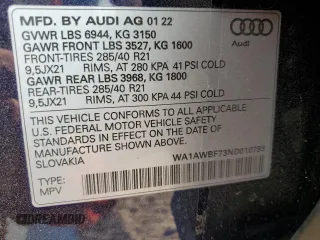 MFD. BY AUDI AG 01 22
GVWR LBS 6944, KG 3150
GAWR FRONT LBS 3527, KG 1600
FRONT-TIRES 285/40 R21
9,5JX21 RIMS, AT 280 KPA 41 PSI COLD
GAWR REAR LBS 3968, KG 1800
REAR-TIRES 285/40 R21
9,5JX21 RIMS, AT 300 KPA 44 PSI COLD
THIS VEHICLE CONFORMS TO ALL APPLICABLE
U.S. FEDERAL MOTOR VEHICLE SAFETY
STANDARDS IN EFFECT ON THE DATE OF
MANUFACTURE SHOWN ABOVE.
SLOVAKIA
TYPE:
MPV
Audi
DREAMBID